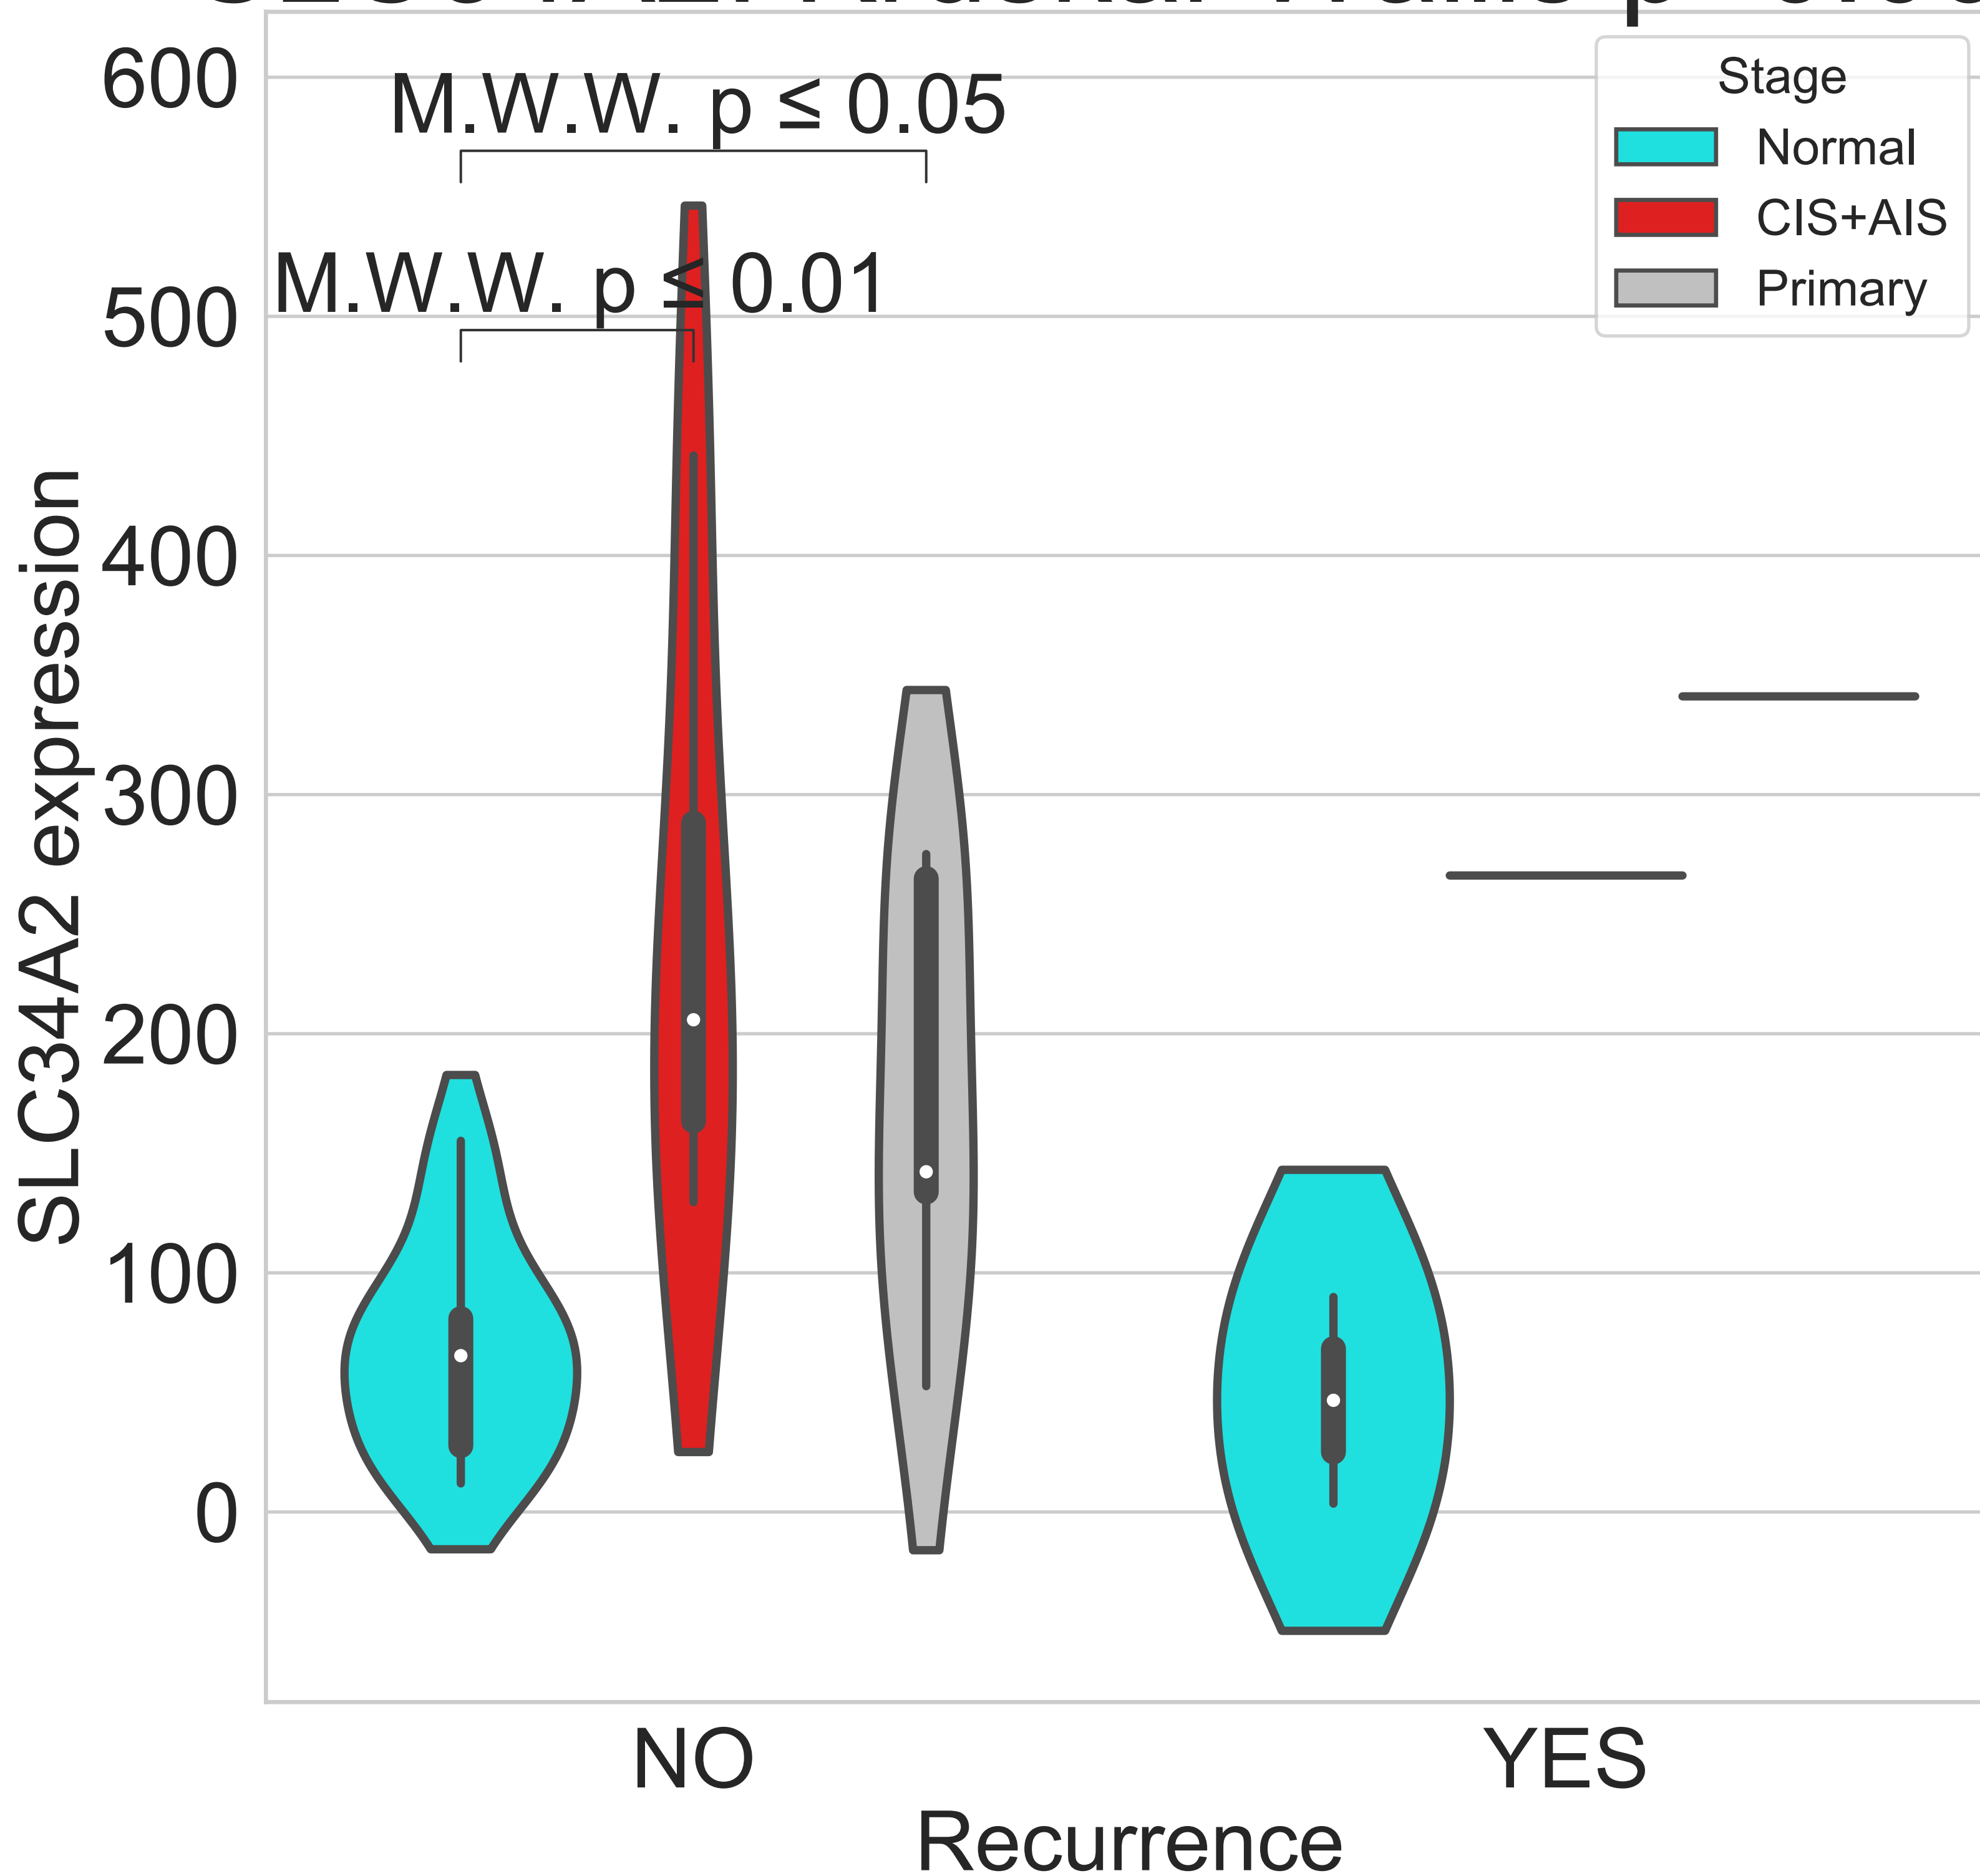 600
M.W.W. p ≤ 0.05
Stage
Normal
CIS+AIS
Primary
M.W.W. p ≤ 0.01
500
400
300
200
100
0
SLC34A2 expression
NO
YES
Recurrence